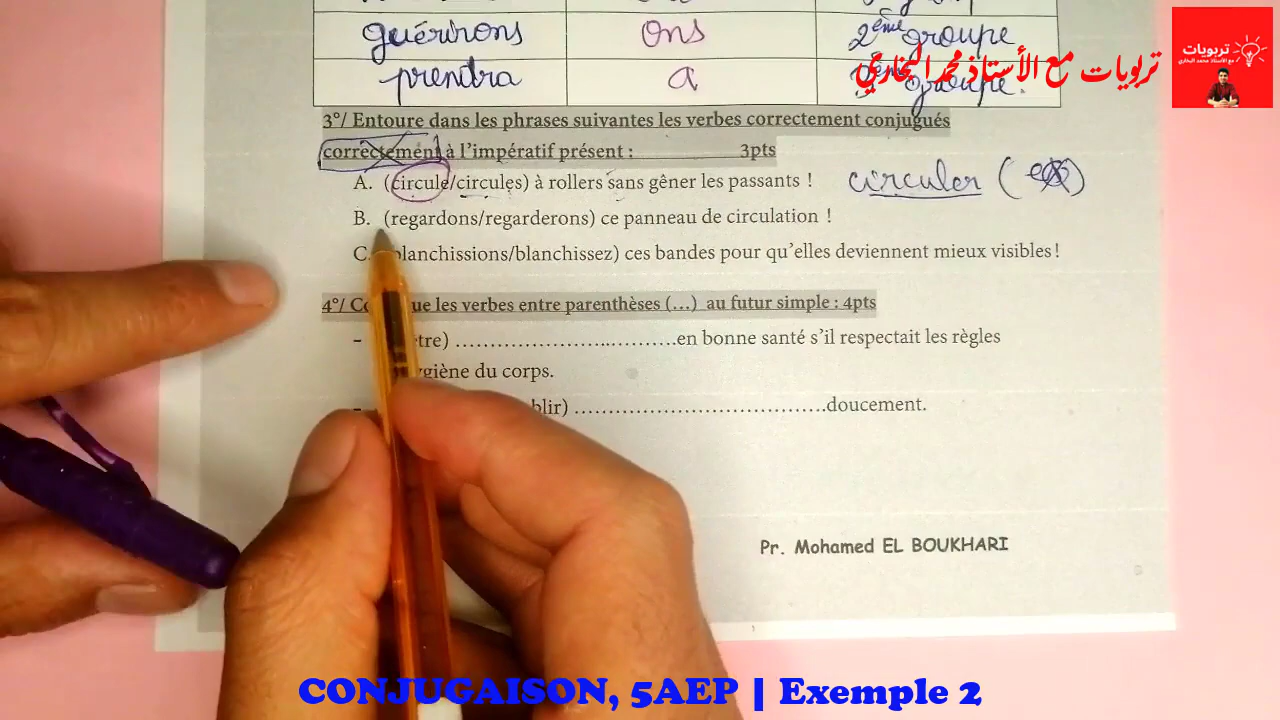 guérirons ons 2ème groupe
prendra a groupe.
تربويات مع الأستاذ محمد البخاري
تربويات
مع الأستاذ محمد البخاري
3°/ Entoure dans les phrases suivantes les verbes correctement conjugués
correctement à l'impératif présent : 3pts
A. (circule/circules) à rollers sans gêner les passants ! circuler (
B. (regardons/regarderons) ce panneau de circulation !
C. blanchissions/blanchissez) ces bandes pour qu'elles deviennent mieux visibles !
4°/ Co ue les verbes entre parenthèses (…) au futur simple : 4pts
- tre) ………………….……….en bonne santé s'il respectait les règles
giène du corps.
- blir) ……………………………….doucement.
Pr. Mohamed EL BOUKHARI
CONJUGAISON, 5AEP | Exemple 2